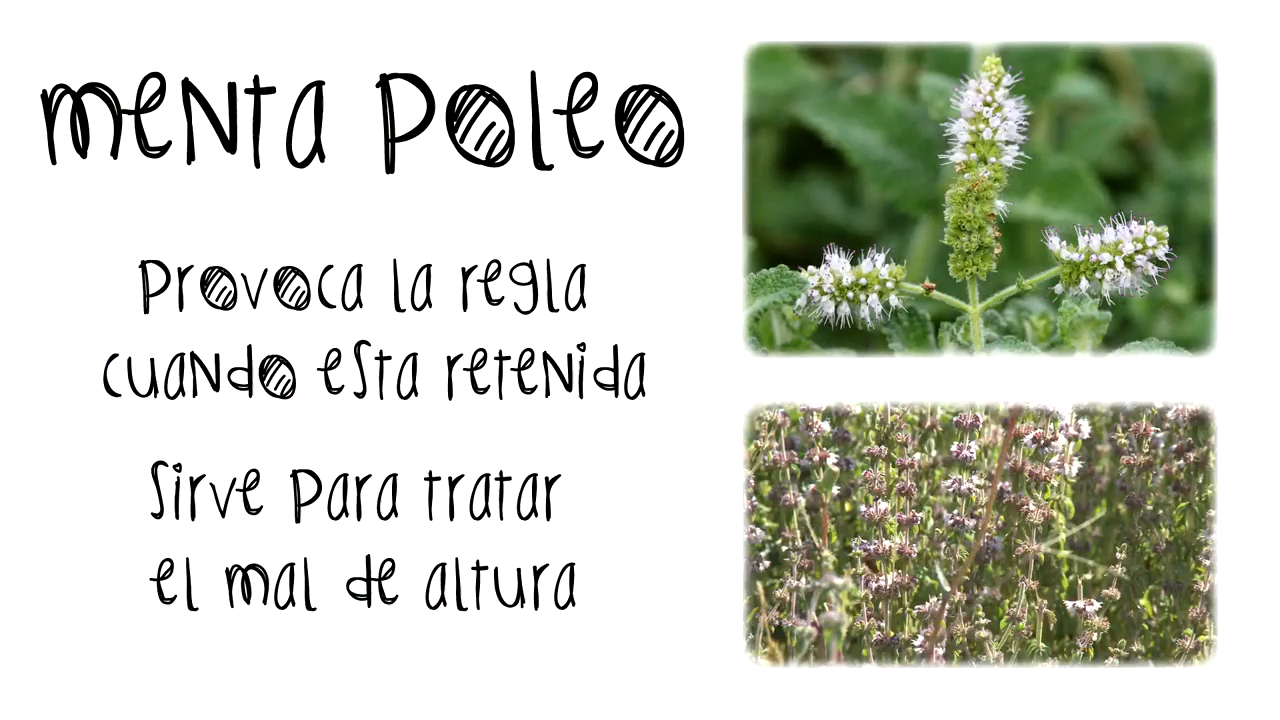 menta poleo
Provoca la regla
cuando esta retenida
Sirve para tratar
el mal de altura